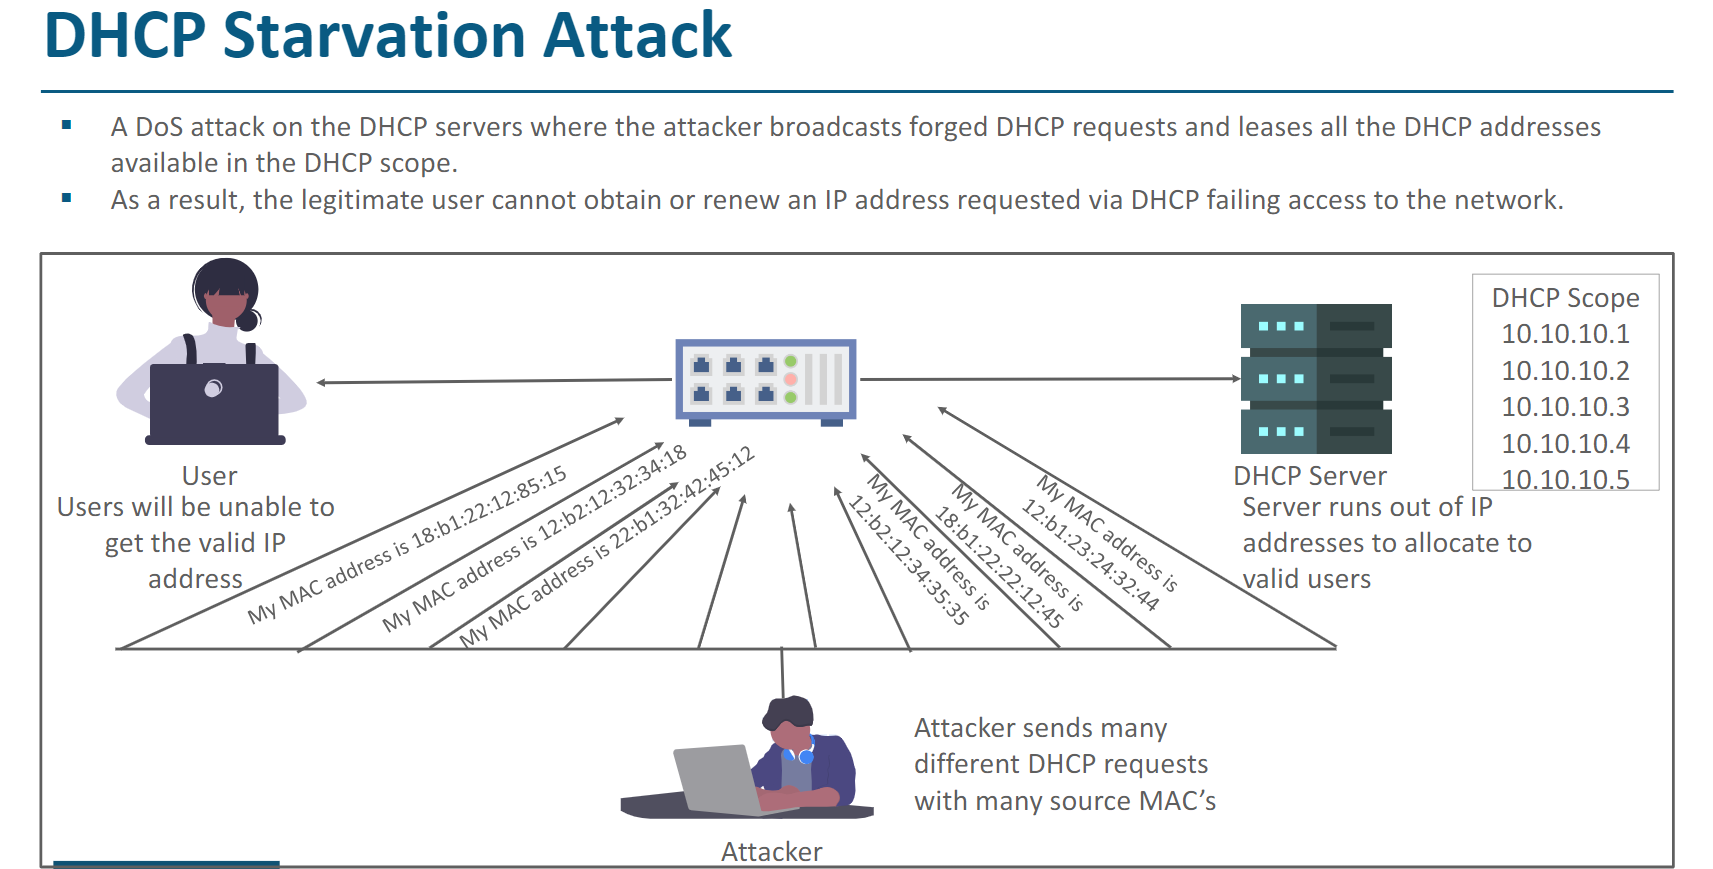 DHCP Starvation Attack
A DoS attack on the DHCP servers where the attacker broadcasts forged DHCP requests and leases all the DHCP addresses
available in the DHCP scope.
As a result, the legitimate user cannot obtain or renew an IP address requested via DHCP failing access to the network.
DHCP Scope
10.10.10.1
10.10.10.2
10.10.10.3
10.10.10.4
10.10.10.5
User
Users will be unable to
get the valid IP
address
DHCP Server
Server runs out of IP
addresses to allocate to
valid users
My MAC address is 18:b1:22:12:85:15
My MAC address is 12:b2:12:32:34:18
My MAC address is 22:b1:32:42:45:12
My MAC address is
12:b2:12:34:35:35
My MAC address is
18:b1:22:22:12:45
My MAC address is
12:b1:23:24:32:44
Attacker sends many
different DHCP requests
with many source MAC’s
Attacker